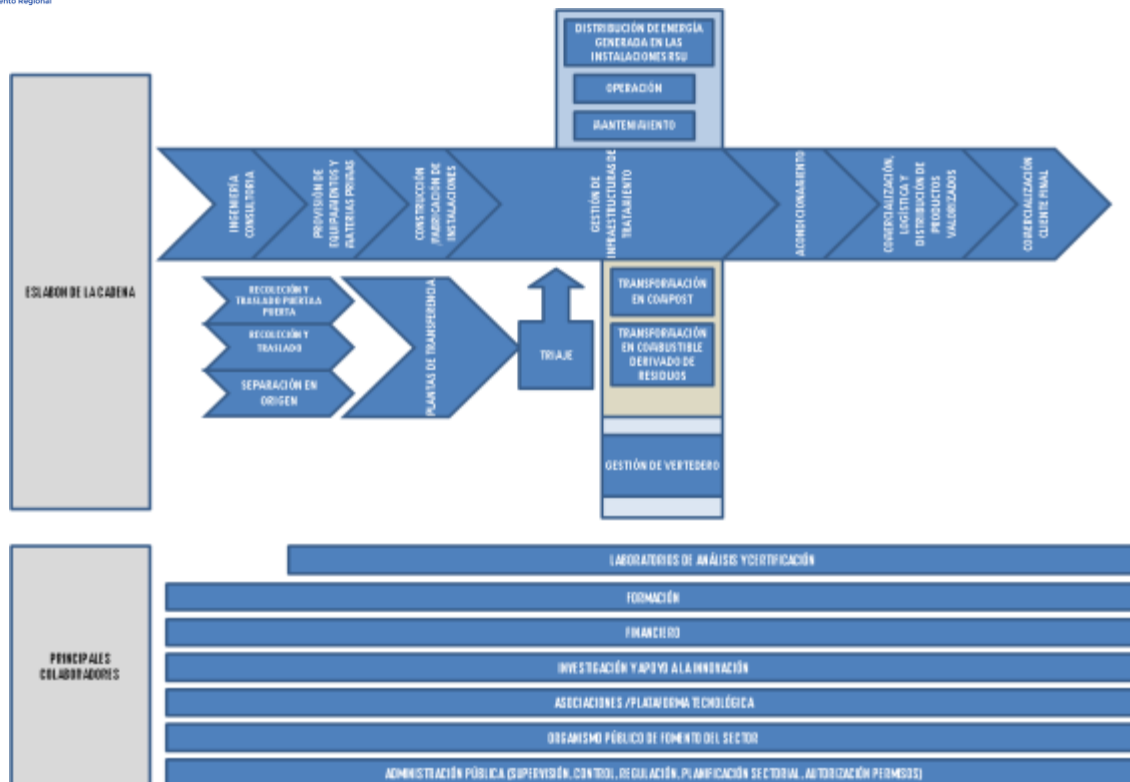 ento Regional
DISTRIBUCIÓN DE ENERGÍA
GENERADA EN LAS
INSTALACIONES RSU
OPERACIÓN
MANTENIMIENTO
INGENIERÍA
CONSULTORIA
PROVISIÓN DE
EQUIPAMIENTOS Y
MATERIAS PRIMAS
CONSTRUCCIÓN
/FABRICACIÓN DE
INSTALACIONES
GESTIÓN DE
INFRAESTRUCTURAS DE
TRATAMIENTO
ACONDICIONAMIENTO
COMERCIALIZACIÓN,
LOGÍSTICA Y
DISTRIBUCIÓN DE
PRODUCTOS
VALORIZADOS
COMERCIALIZACIÓN
CLIENTE FINAL
ESLABON DE LA CADENA
RECOLECIÓN Y
TRASLADO PUERTA A
PUERTA
RECOLECIÓN Y
TRASLADO
SEPARACIÓN EN
ORIGEN
PLANTAS DE TRANSFERENCIA
TRIAJE
TRANSFORMACIÓN
EN COMPOST
TRANSFORMACIÓN
EN COMBUSTIBLE
DERIVADO DE
RESIDUOS
GESTIÓN DE VERTEDERO
PRINCIPALES
COLABORADORES
LABORATORIOS DE ANÁLISIS Y CERTIFICACIÓN
FORMACIÓN
FINANCIERO
INVESTIGACIÓN Y APOYO A LA INNOVACIÓN
ASOCIACIONES /PLATAFORMA TECNOLÓGICA
ORGANISMO PÚBLICO DE FOMENTO DEL SECTOR
ADMINISTRACIÓN PÚBLICA (SUPERVISIÓN, CONTROL, REGULACIÓN, PLANIFICACIÓN SECTORIAL, AUTORIZACIÓN PERMISOS)